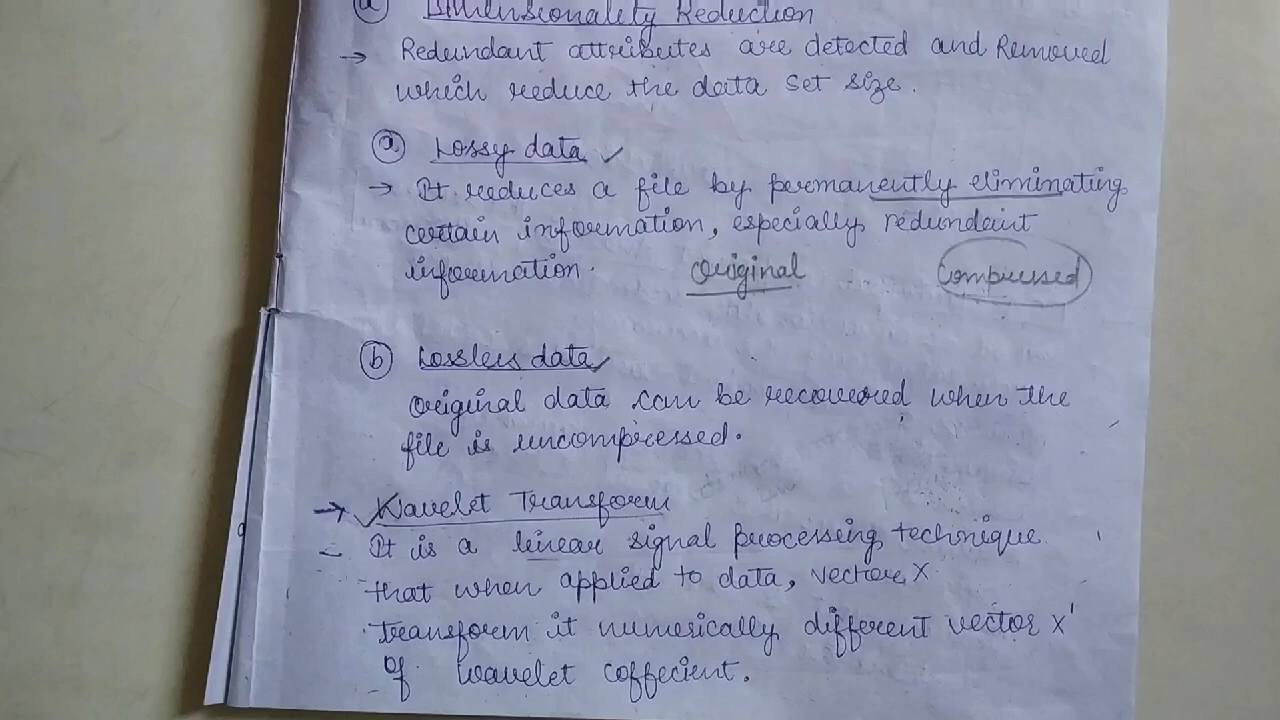 ⓐ Dimensionality Reduction
→ Redundant attributes are detected and Removed
which reduce the data set size.
ⓐ Lossy data ✓
→ It reduces a file by permanently eliminating
certain information, especially redundant
information.
Original Compressed
ⓑ Lossless data
Original data can be recovered when the
file is uncompressed.
→ Wavelet Transform
– It is a linear signal processing technique
that when applied to data, vector X
transform it numerically different vector X'
of wavelet coffecient.